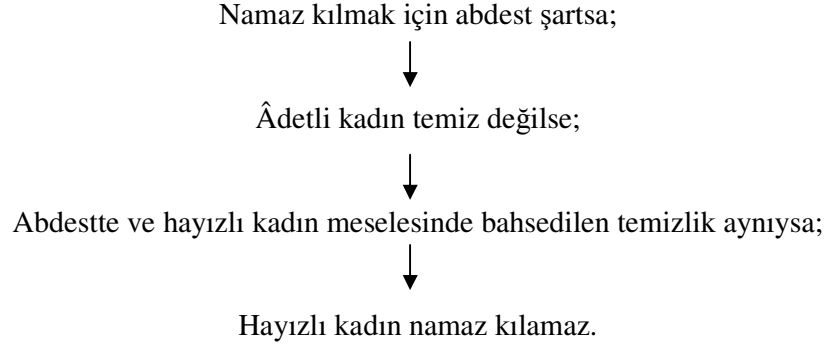 Namaz kılmak için abdest şartsa;
Âdetli kadın temiz değilse;
Abdestte ve hayızlı kadın meselesinde bahsedilen temizlik aynıysa;
Hayızlı kadın namaz kılamaz.